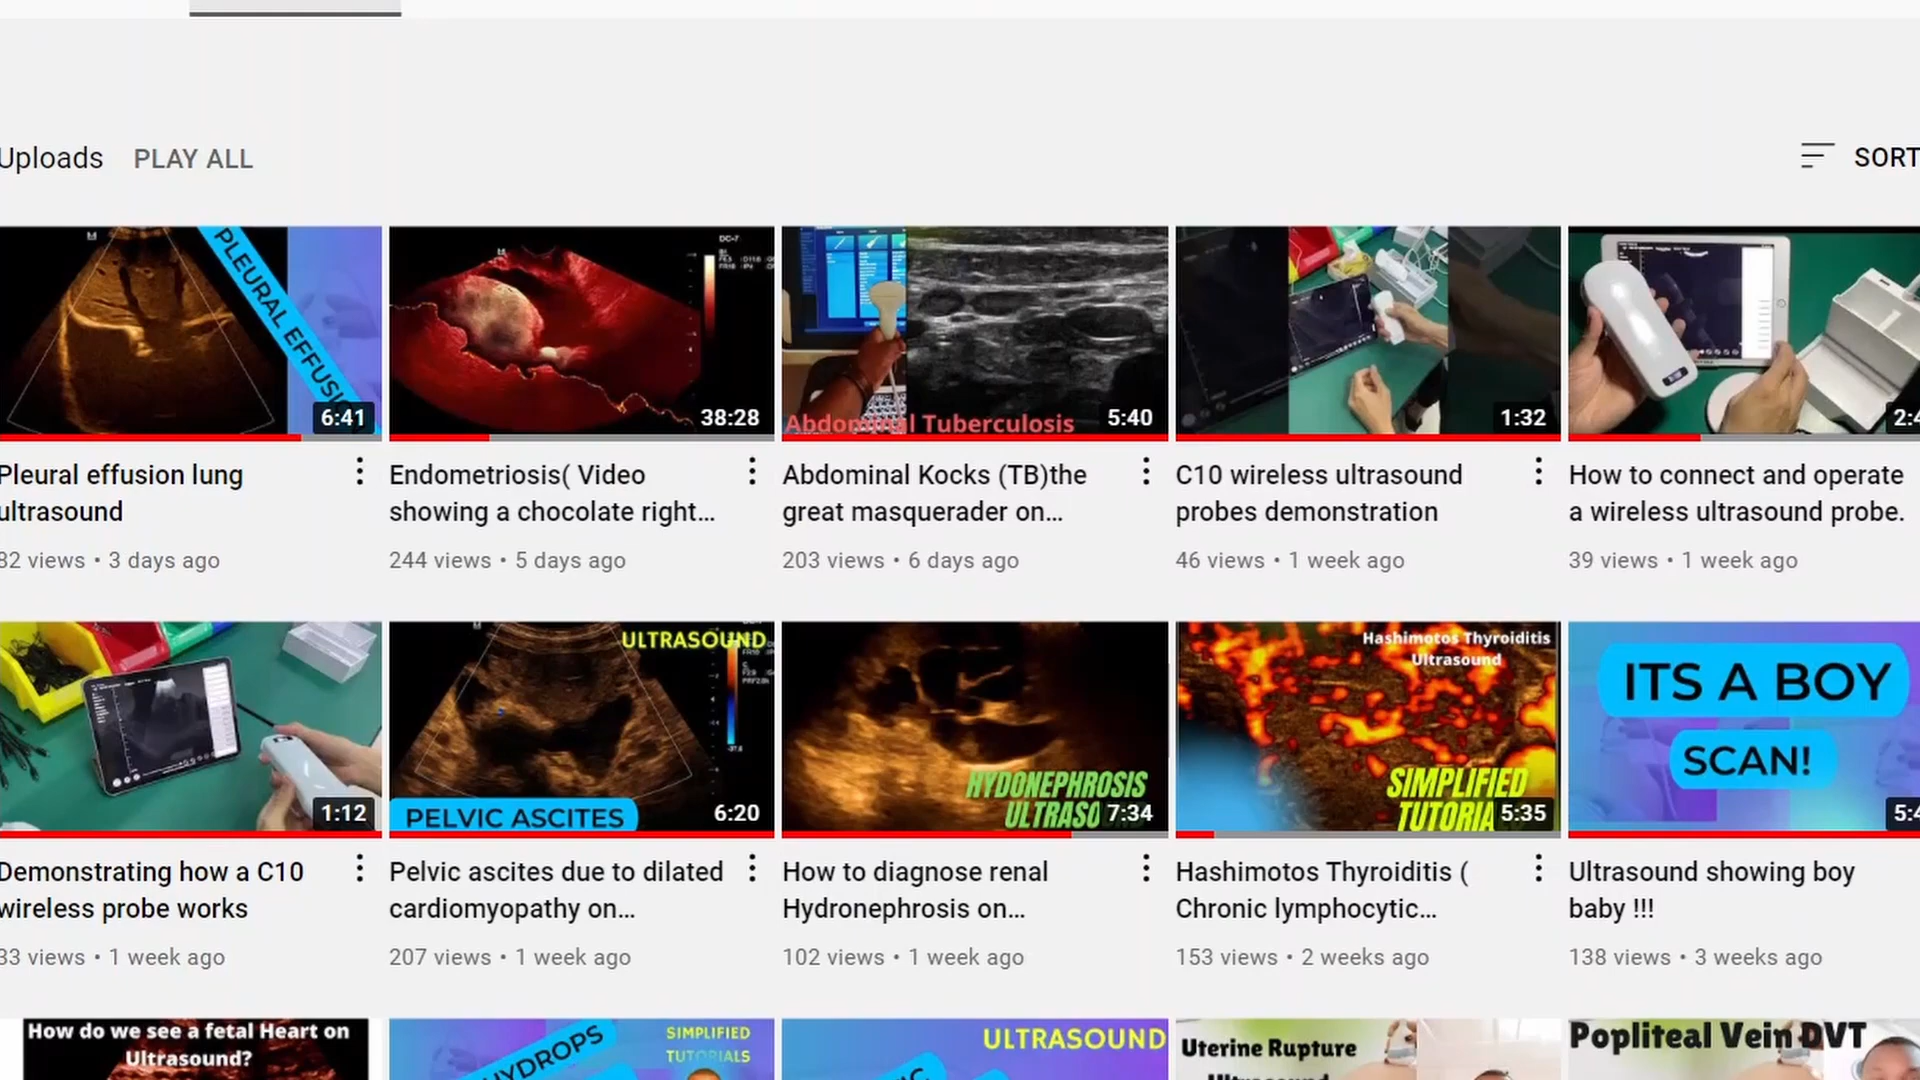 Uploads PLAY ALL SORT
PLEURAL EFFUSI
6:41
DC-7
38:28
Abdominal Tuberculosis
5:40
1:32
2:4
Pleural effusion lung
ultrasound
82 views • 3 days ago
Endometriosis( Video
showing a chocolate right...
244 views • 5 days ago
Abdominal Kocks (TB)the
great masquerader on...
203 views • 6 days ago
C10 wireless ultrasound
probes demonstration
46 views • 1 week ago
How to connect and operate
a wireless ultrasound probe.
39 views • 1 week ago
1:12
ULTRASOUND
PELVIC ASCITES
6:20
HYDONEPHROSIS
ULTRASO
7:34
Hashimotos Thyroiditis
Ultrasound
SIMPLIFIED
TUTORIA
5:35
ITS A BOY
SCAN!
5:4
Demonstrating how a C10
wireless probe works
33 views • 1 week ago
Pelvic ascites due to dilated
cardiomyopathy on...
207 views • 1 week ago
How to diagnose renal
Hydronephrosis on...
102 views • 1 week ago
Hashimotos Thyroiditis (
Chronic lymphocytic...
153 views • 2 weeks ago
Ultrasound showing boy
baby !!!
138 views • 3 weeks ago
How do we see a fetal Heart on
Ultrasound?
HYDROPS
SIMPLIFIED
TUTORIALS
ULTRASOUND
Uterine Rupture
Ultrasound
Popliteal Vein DVT